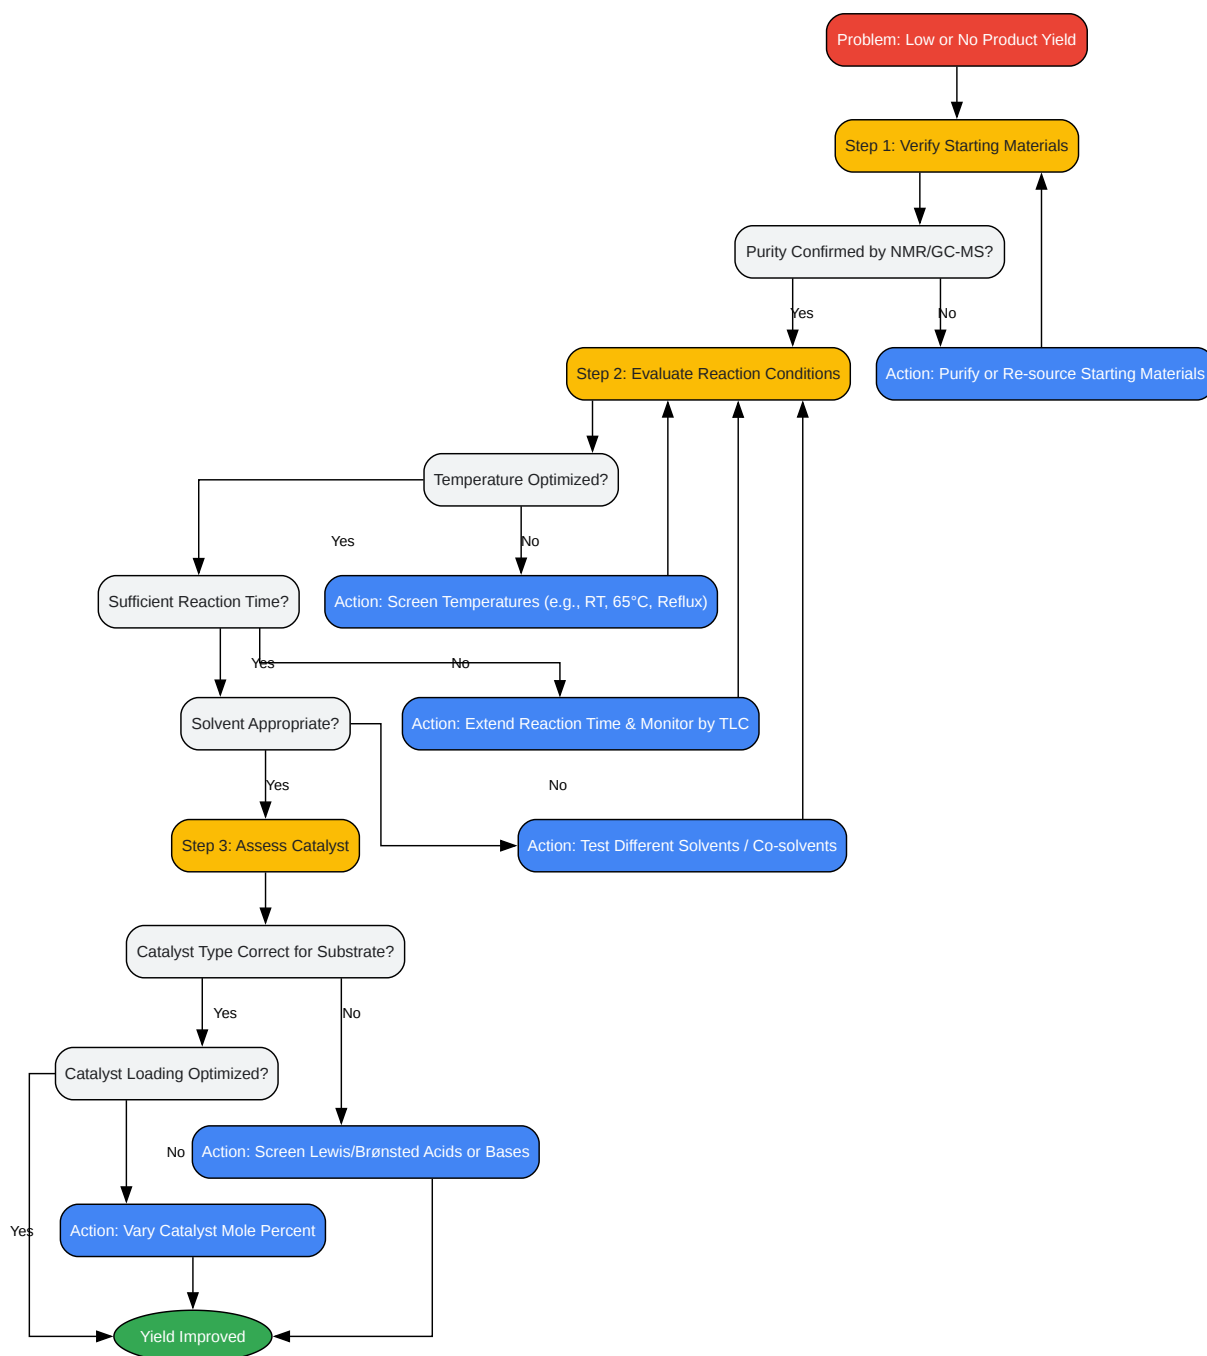 Problem: Low or No Product Yield
Step 1: Verify Starting Materials
Purity Confirmed by NMR/GC-MS?
Yes
No
Step 2: Evaluate Reaction Conditions
Action: Purify or Re-source Starting Materials
Temperature Optimized?
Yes
No
Sufficient Reaction Time?
Action: Screen Temperatures (e.g., RT, 65°C, Reflux)
Yes
No
Solvent Appropriate?
Action: Extend Reaction Time & Monitor by TLC
Yes
No
Step 3: Assess Catalyst
Action: Test Different Solvents / Co-solvents
Catalyst Type Correct for Substrate?
Yes
No
Catalyst Loading Optimized?
No
Action: Screen Lewis/Brønsted Acids or Bases
Yes
Action: Vary Catalyst Mole Percent
Yield Improved